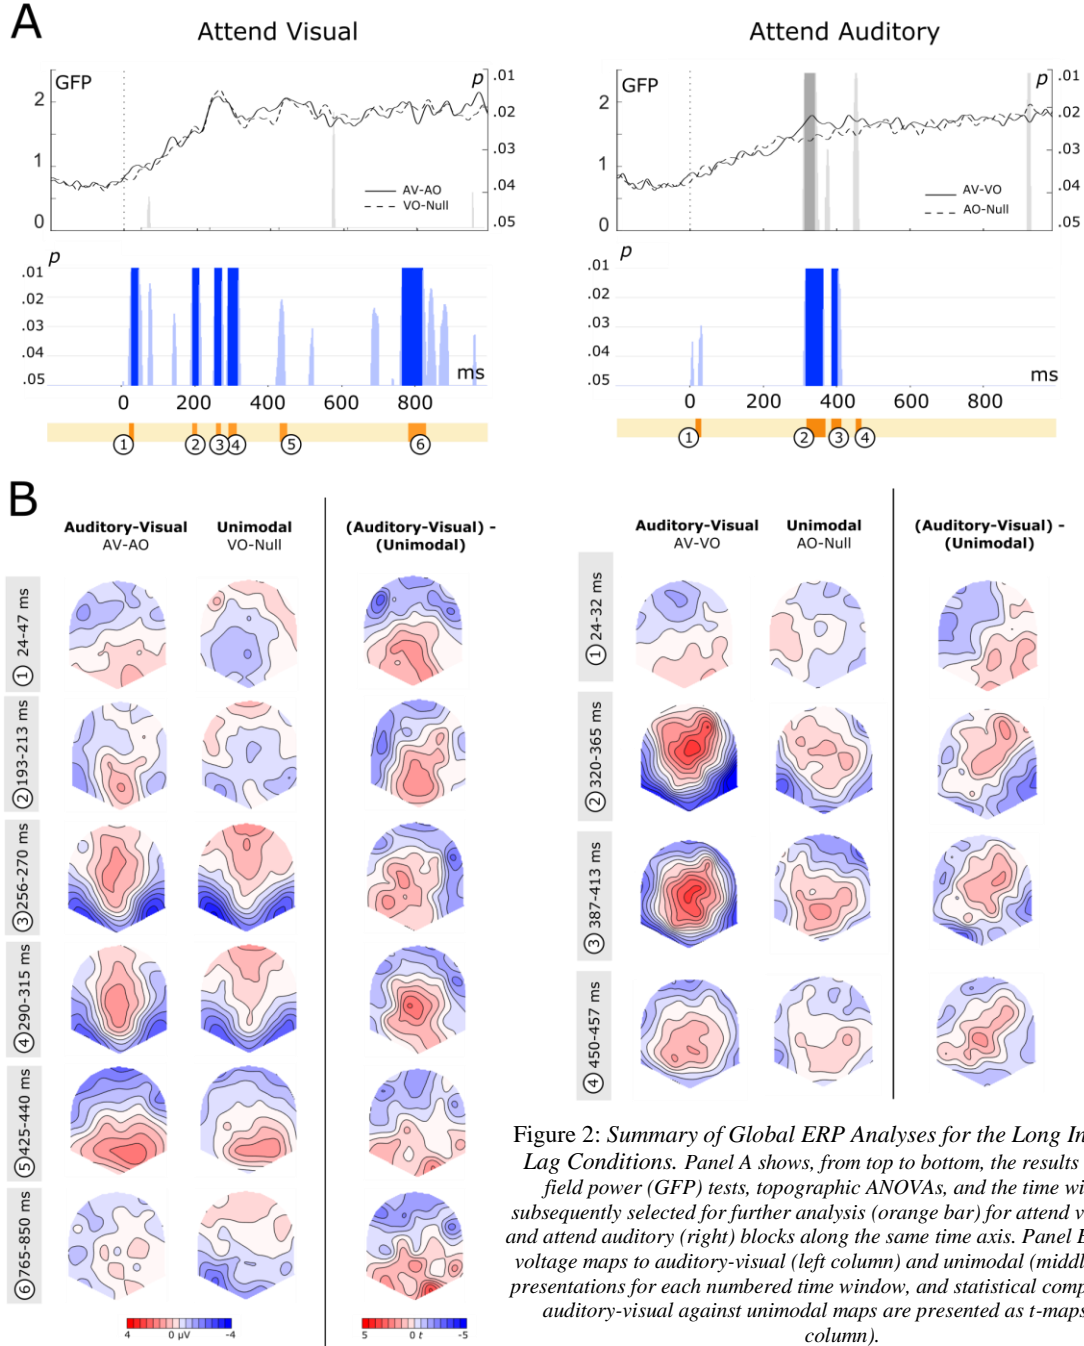 A
Attend Visual
Attend Auditory
GFP
p
2
1
0
.01
.02
.03
.04
.05
AV-AO
VO-Null
GFP
p
2
1
0
.01
.02
.03
.04
.05
AV-VO
AO-Null
p
.01
.02
.03
.04
.05
ms
0 200 400 600 800
1 2 3 4 5 6
p
.01
.02
.03
.04
.05
ms
0 200 400 600 800
1 2 3 4
B
Auditory-Visual
AV-AO
Unimodal
VO-Null
(Auditory-Visual) -
(Unimodal)
1 24-47 ms
2 193-213 ms
3 256-270 ms
4 290-315 ms
5 425-440 ms
6 765-850 ms
4 0 µV -4
5 0 t -5
Auditory-Visual
AV-VO
Unimodal
AO-Null
(Auditory-Visual) -
(Unimodal)
1 24-32 ms
2 320-365 ms
3 387-413 ms
4 450-457 ms
Figure 2: Summary of Global ERP Analyses for the Long
Lag Conditions. Panel A shows, from top to bottom, the results
field power (GFP) tests, topographic ANOVAs, and the time
subsequently selected for further analysis (orange bar) for attend
and attend auditory (right) blocks along the same time axis. Panel
voltage maps to auditory-visual (left column) and unimodal
presentations for each numbered time window, and statistical
auditory-visual against unimodal maps are presented as t-maps
column).